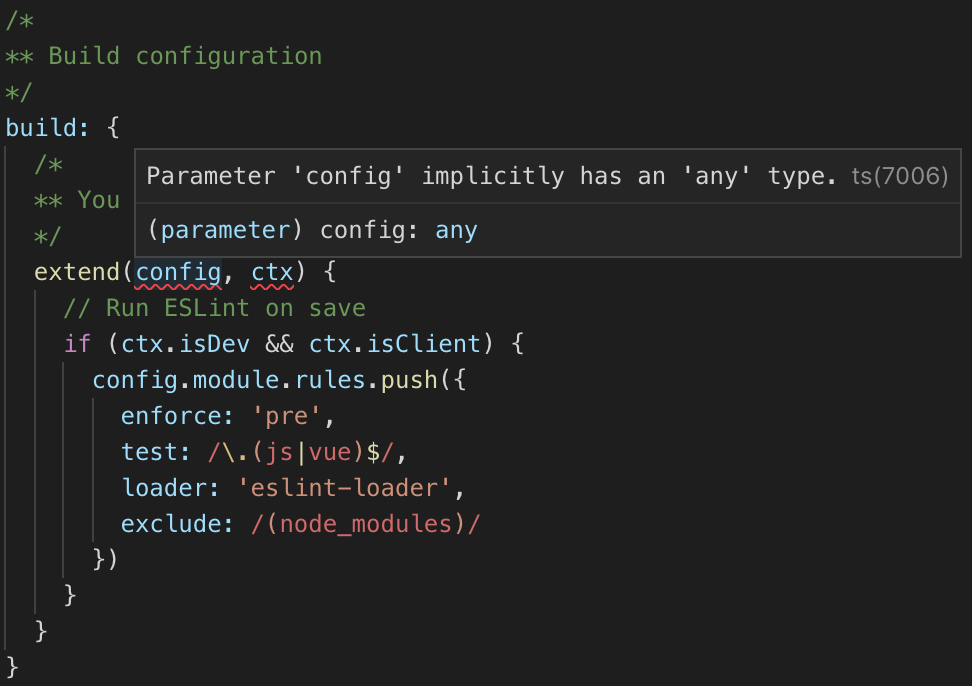 /*
** Build configuration
*/
build: {
/*
Parameter 'config' implicitly has an 'any' type. ts(7006)
** You
(parameter) config: any
*/
extend(config, ctx) {
// Run ESLint on save
if (ctx.isDev && ctx.isClient) {
config.module.rules.push({
enforce: 'pre',
test: /\.(js|vue)$/,
loader: 'eslint-loader',
exclude: /(node_modules)/
})
}
}
}